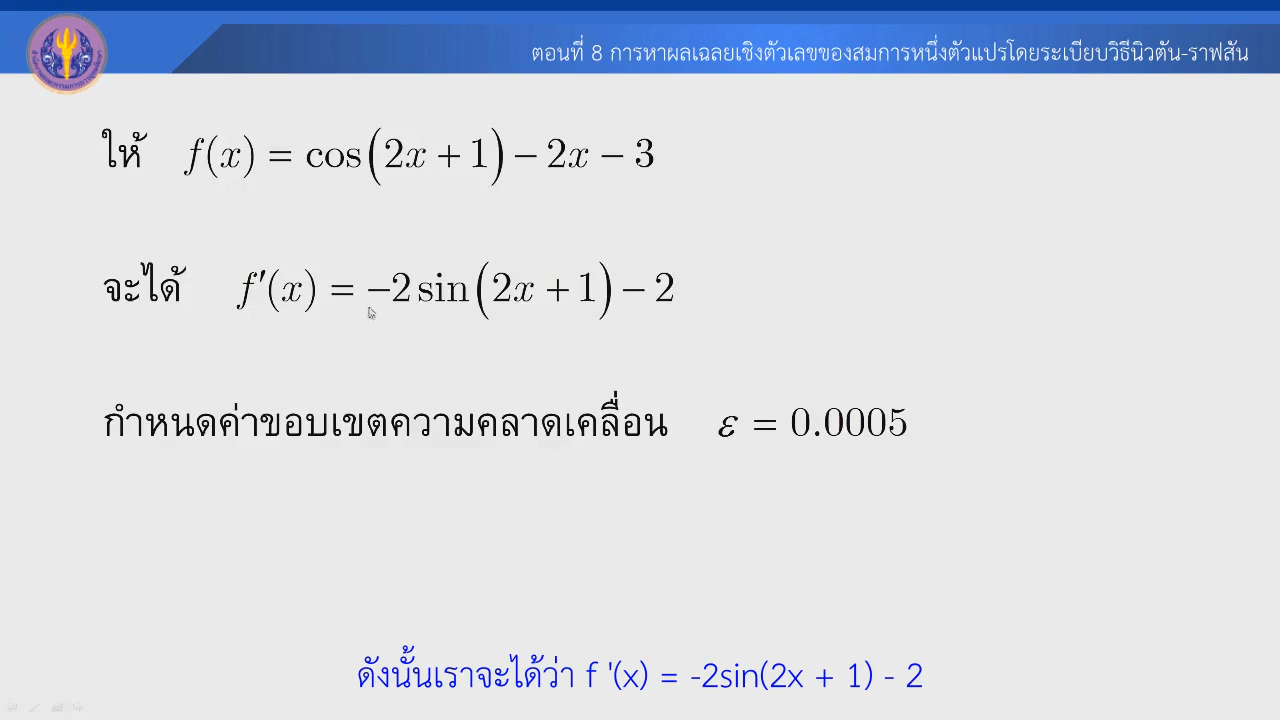 ตอนที่ 8 การหาผลเฉลยเชิงตัวเลขของสมการหนึ่งตัวแปรโดยระเบียบวิธีนิวตัน-ราฟสัน
ให้ f(x) = cos(2x + 1) − 2x − 3
จะได้ f′(x) = −2 sin(2x + 1) − 2
กำหนดค่าขอบเขตความคลาดเคลื่อน ε = 0.0005
ดังนั้นเราจะได้ว่า f '(x) = -2sin(2x + 1) - 2